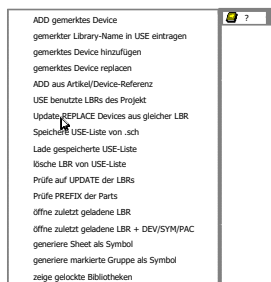 ADD gemerktes Device
gemerkter Library-Name in USE eintragen
gemerktes Device hinzufügen
gemerktes Device replacen
ADD aus Artikel/Device-Referenz
USE benutzte LBRs des Projekt
Update REPLACE Devices aus gleicher LBR
Speichere USE-Liste von .sch
Lade gespeicherte USE-Liste
lösche LBR von USE-Liste
Prüfe auf UPDATE der LBRs
Prüfe PREFIX der Parts
öffne zuletzt geladene LBR
öffne zuletzt geladene LBR + DEV/SYM/PAC
generiere Sheet als Symbol
generiere markierte Gruppe als Symbol
zeige gelockte Bibliotheken
?